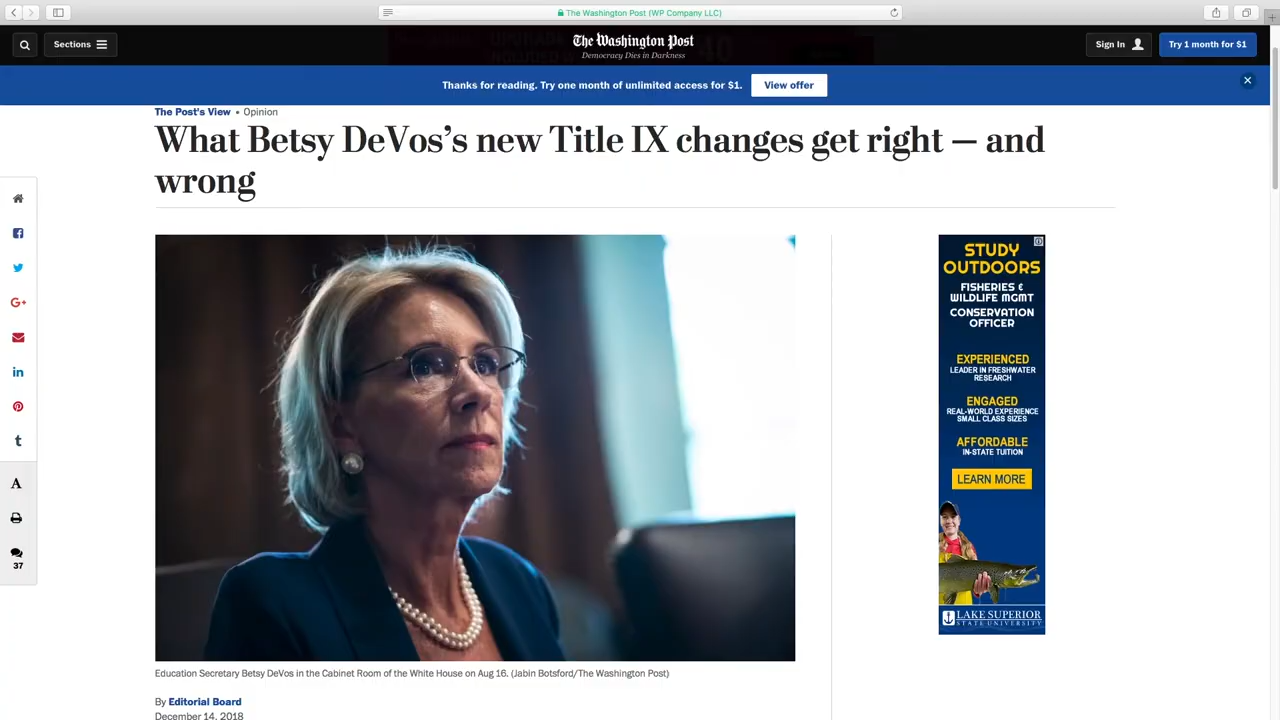 The Washington Post (WP Company LLC)
Sections
The Washington Post
Democracy Dies in Darkness
Sign In
Try 1 month for $1
Thanks for reading. Try one month of unlimited access for $1.
View offer
The Post's View • Opinion
What Betsy DeVos's new Title IX changes get right — and
wrong
G+
in
t
A
37
STUDY
OUTDOORS
FISHERIES &
WILDLIFE MGMT
CONSERVATION
OFFICER
EXPERIENCED
LEADER IN FRESHWATER
RESEARCH
ENGAGED
REAL-WORLD EXPERIENCE
SMALL CLASS SIZES
AFFORDABLE
IN-STATE TUITION
LEARN MORE
LAKE SUPERIOR
STATE UNIVERSITY
Education Secretary Betsy DeVos in the Cabinet Room of the White House on Aug 16. (Jabin Botsford/The Washington Post)
By Editorial Board
December 14, 2018